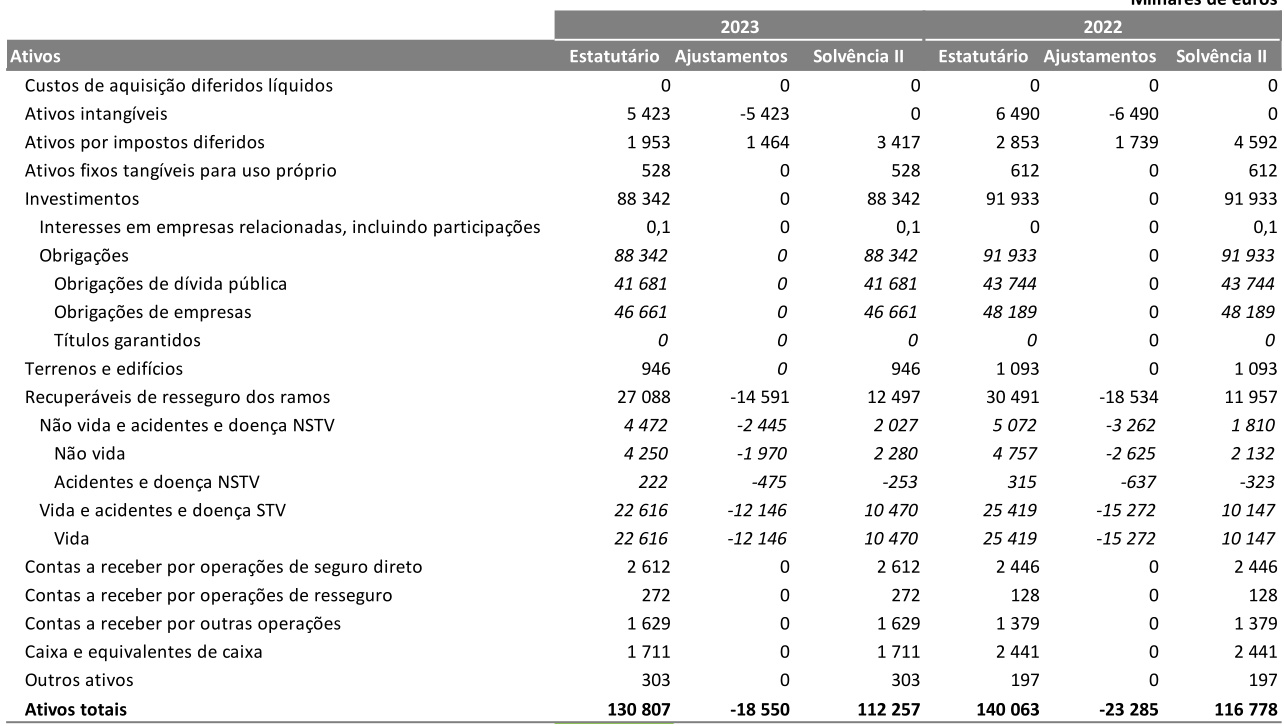 Milhares de euros
2023 2022
Ativos Estatutário Ajustamentos Solvência II Estatutário Ajustamentos Solvência II
Custos de aquisição diferidos líquidos 0 0 0 0 0 0
Ativos intangíveis 5 423 -5 423 0 6 490 -6 490 0
Ativos por impostos diferidos 1 953 1 464 3 417 2 853 1 739 4 592
Ativos fixos tangíveis para uso próprio 528 0 528 612 0 612
Investimentos 88 342 0 88 342 91 933 0 91 933
Interesses em empresas relacionadas, incluindo participações 0,1 0 0,1 0 0 0,1
Obrigações 88 342 0 88 342 91 933 0 91 933
Obrigações de dívida pública 41 681 0 41 681 43 744 0 43 744
Obrigações de empresas 46 661 0 46 661 48 189 0 48 189
Títulos garantidos 0 0 0 0 0 0
Terrenos e edifícios 946 0 946 1 093 0 1 093
Recuperáveis de resseguro dos ramos 27 088 -14 591 12 497 30 491 -18 534 11 957
Não vida e acidentes e doença NSTV 4 472 -2 445 2 027 5 072 -3 262 1 810
Não vida 4 250 -1 970 2 280 4 757 -2 625 2 132
Acidentes e doença NSTV 222 -475 -253 315 -637 -323
Vida e acidentes e doença STV 22 616 -12 146 10 470 25 419 -15 272 10 147
Vida 22 616 -12 146 10 470 25 419 -15 272 10 147
Contas a receber por operações de seguro direto 2 612 0 2 612 2 446 0 2 446
Contas a receber por operações de resseguro 272 0 272 128 0 128
Contas a receber por outras operações 1 629 0 1 629 1 379 0 1 379
Caixa e equivalentes de caixa 1 711 0 1 711 2 441 0 2 441
Outros ativos 303 0 303 197 0 197
Ativos totais 130 807 -18 550 112 257 140 063 -23 285 116 778